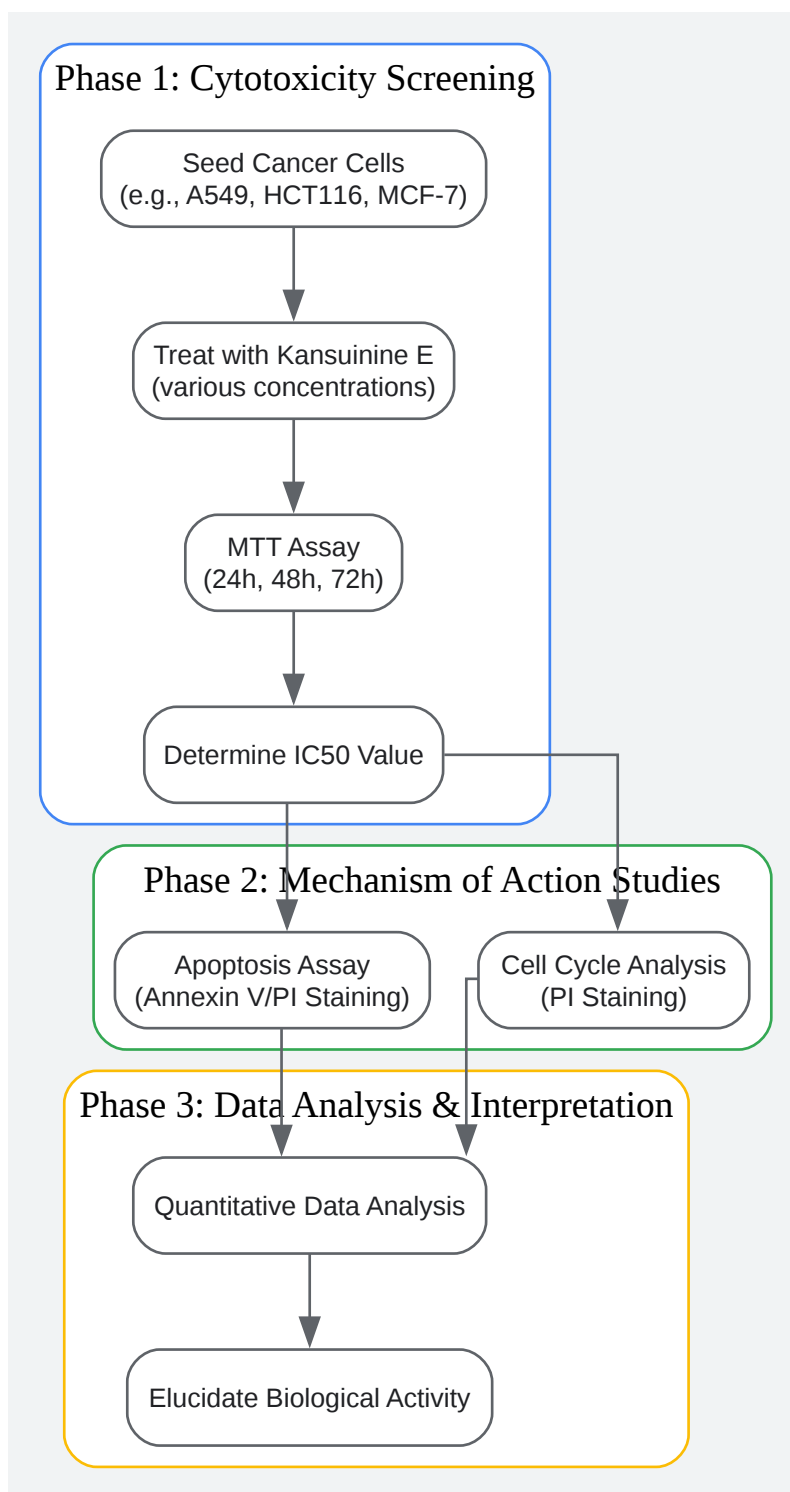 Phase 1: Cytotoxicity Screening
Seed Cancer Cells
(e.g., A549, HCT116, MCF-7)
Treat with Kansuinine E
(various concentrations)
MTT Assay
(24h, 48h, 72h)
Determine IC50 Value
Phase 2: Mechanism of Action Studies
Apoptosis Assay
(Annexin V/PI Staining)
Cell Cycle Analysis
(PI Staining)
Phase 3: Data Analysis & Interpretation
Quantitative Data Analysis
Elucidate Biological Activity